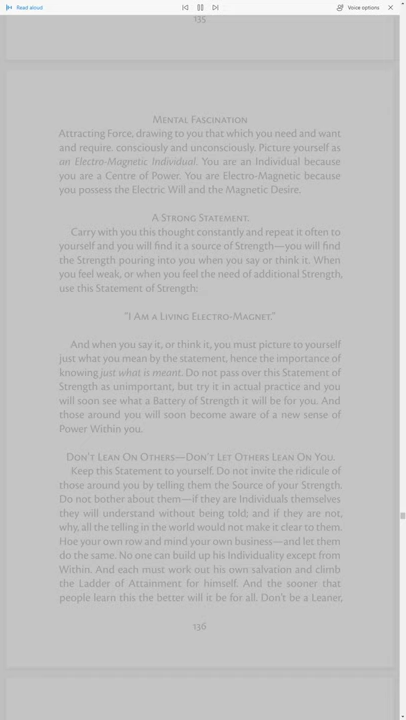 Read aloud
Voice options
135
Mental Fascination
Attracting Force, drawing to you that which you need and want
and require. consciously and unconsciously. Picture yourself as
an Electro-Magnetic Individual. You are an Individual because
you are a Centre of Power. You are Electro-Magnetic because
you possess the Electric Will and the Magnetic Desire.
A Strong Statement.
Carry with you this thought constantly and repeat it often to
yourself and you will find it a source of Strength—you will find
the Strength pouring into you when you say or think it. When
you feel weak, or when you feel the need of additional Strength,
use this Statement of Strength:
"I Am a Living Electro-Magnet."
And when you say it, or think it, you must picture to yourself
just what you mean by the statement, hence the importance of
knowing just what is meant. Do not pass over this Statement of
Strength as unimportant, but try it in actual practice and you
will soon see what a Battery of Strength it will be for you. And
those around you will soon become aware of a new sense of
Power Within you.
Don't Lean On Others—Don't Let Others Lean On You.
Keep this Statement to yourself. Do not invite the ridicule of
those around you by telling them the Source of your Strength.
Do not bother about them—if they are Individuals themselves
they will understand without being told; and if they are not,
why, all the telling in the world would not make it clear to them.
Hoe your own row and mind your own business—and let them
do the same. No one can build up his Individuality except from
Within. And each must work out his own salvation and climb
the Ladder of Attainment for himself. And the sooner that
people learn this the better will it be for all. Don't be a Leaner,
136